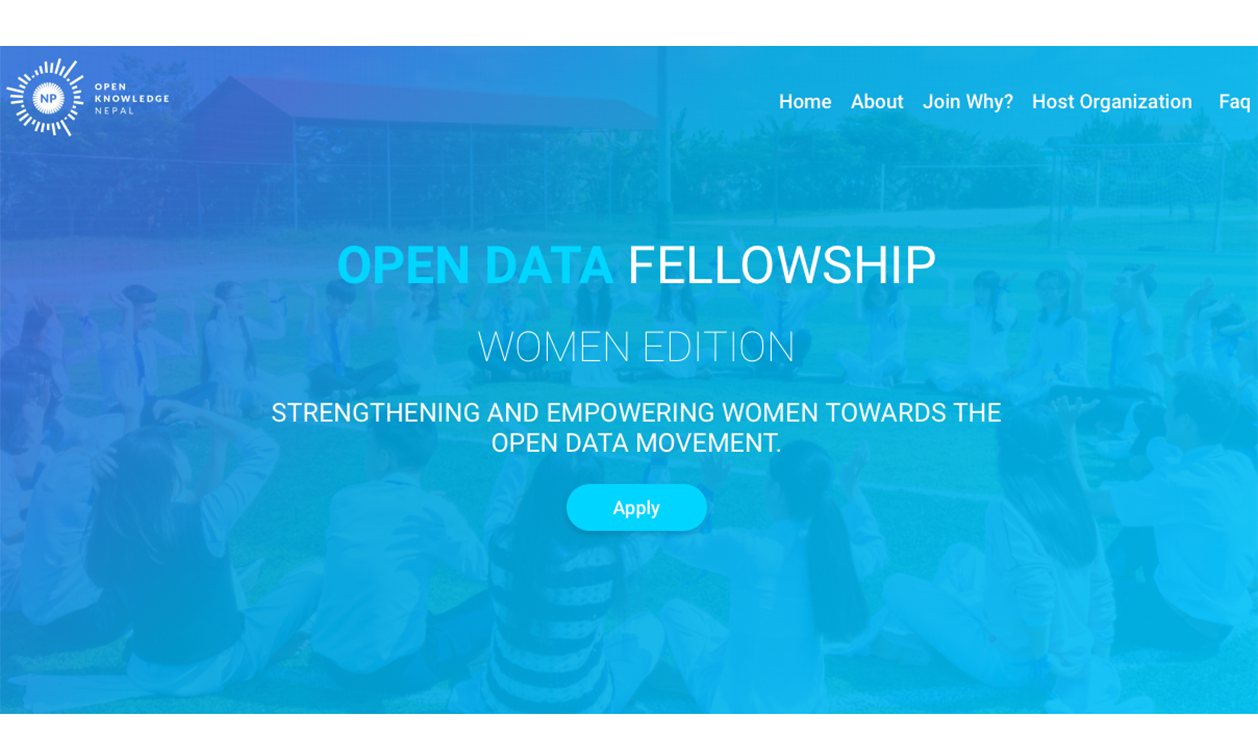 NP
OPEN
KNOWLEDGE
NEPAL
Home About Join Why? Host Organization Faq
OPEN DATA FELLOWSHIP
WOMEN EDITION
STRENGTHENING AND EMPOWERING WOMEN TOWARDS THE
OPEN DATA MOVEMENT.
Apply